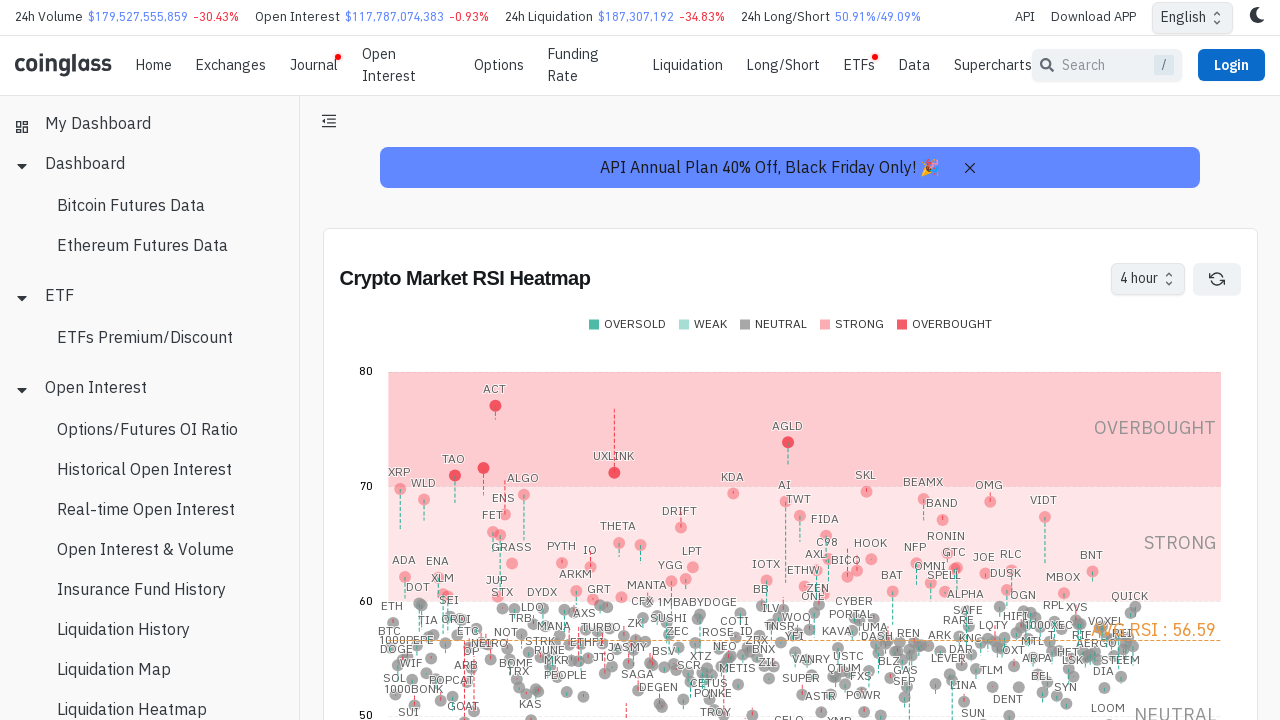 24h Volume $179,527,555,859 -30.43% Open Interest $117,787,074,383 -0.93% 24h Liquidation $187,307,192 -34.83% 24h Long/Short 50.91%/49.09% API Download APP English
coinglass Home Exchanges Journal Open Interest Options Funding Rate Liquidation Long/Short ETFs Data Supercharts Search / Login
My Dashboard
Dashboard
Bitcoin Futures Data
Ethereum Futures Data
ETF
ETFs Premium/Discount
Open Interest
Options/Futures OI Ratio
Historical Open Interest
Real-time Open Interest
Open Interest & Volume
Insurance Fund History
Liquidation History
Liquidation Map
Liquidation Heatmap
API Annual Plan 40% Off, Black Friday Only! 🎉
Crypto Market RSI Heatmap
4 hour
OVERSOLD WEAK NEUTRAL STRONG OVERBOUGHT
80
ACT
AGLD
OVERBOUGHT
UXLINK
TAO
XRP WLD ALGO KDA SKL BEAMX OMG
70
AI
ENS TWT BAND VIDT
FET DRIFT FIDA
THETA
RONIN
GRASS PYTH IO LPT C98 HOOK NFP STRONG
AXL GTC JOE RLC BNT
ADA ENA YGG IOTX ETHW BICO OMNI
ARKM BAT SPELL DUSK MBOX
DOT XLM JUP MANTA BB ZEN
STX DYDX GRT ONE ALPHA OGN QUICK
60
ETH SEI LDO CFX 1MBABYDOGE ILV CYBER SAFE RPL XVS
TIA ORDI TRB AXS SUSHI COTI WOO PORTAL RARE HIFI
BTC ETC NOT MANA TURBO ZK ZEC ROSE ID TNSR KAVA UMA REN ARK LQTY 1000XEC VOXEL
AVG RSI : 56.59
1000PEPE NEIRO STRK ETHFI ZRX YFI DASH KNC MTL AERGO
DOGE OP RUNE JASMY BSV NEO BNX DAR OXT HFT
WIF ARB BOME MKR JTO XTZ ZIL VANRY USTC BLZ LEVER ARPA LSK STEEM
SOL POPCAT TRX PEOPLE SAGA SCR METIS SUPER QTUM FXS GAS TLM BEL DIA
1000BONK DEGEN CETUS SFP LINA SYN
SUI GOAT KAS PONKE ASTR POWR DENT LOOM
TROY CELO SUN NEUTRAL
50